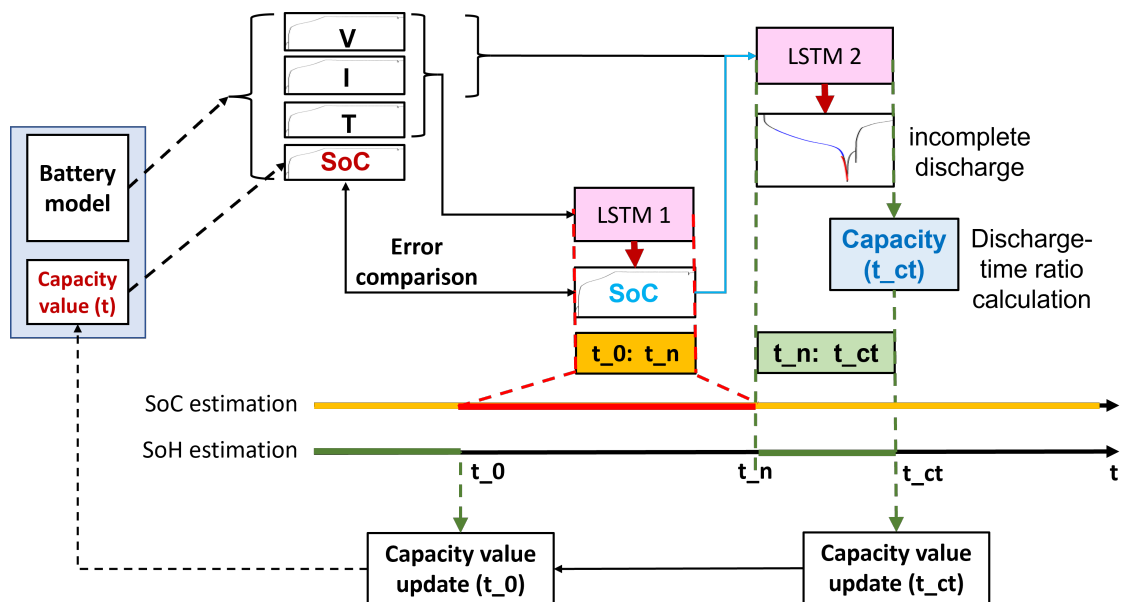 V
I
T
SoC
Battery
model
Capacity
value (t)
Error
comparison
LSTM 1
SoC
t_0: t_n
LSTM 2
incomplete
discharge
Capacity
(t_ct)
Discharge-
time ratio
calculation
t_n: t_ct
SoC estimation
SoH estimation
t_0
t_n
t_ct
t
Capacity value
update (t_0)
Capacity value
update (t_ct)